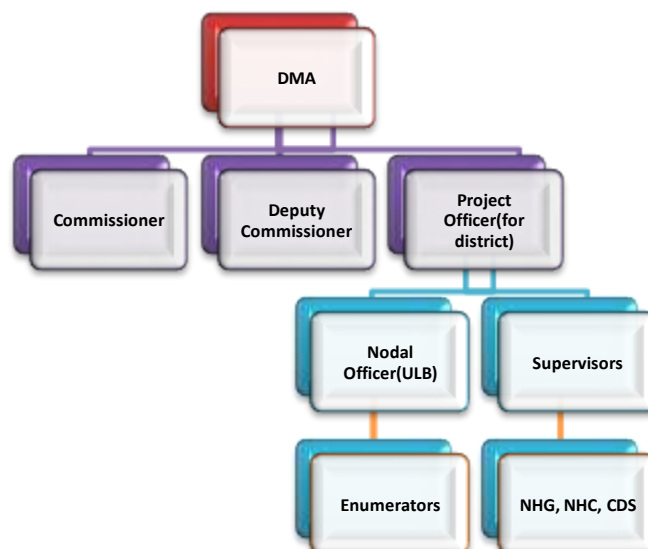 DMA
Commissioner
Deputy
Commissioner
Project
Officer(for
district)
Nodal
Officer(ULB)
Supervisors
Enumerators
NHG, NHC, CDS